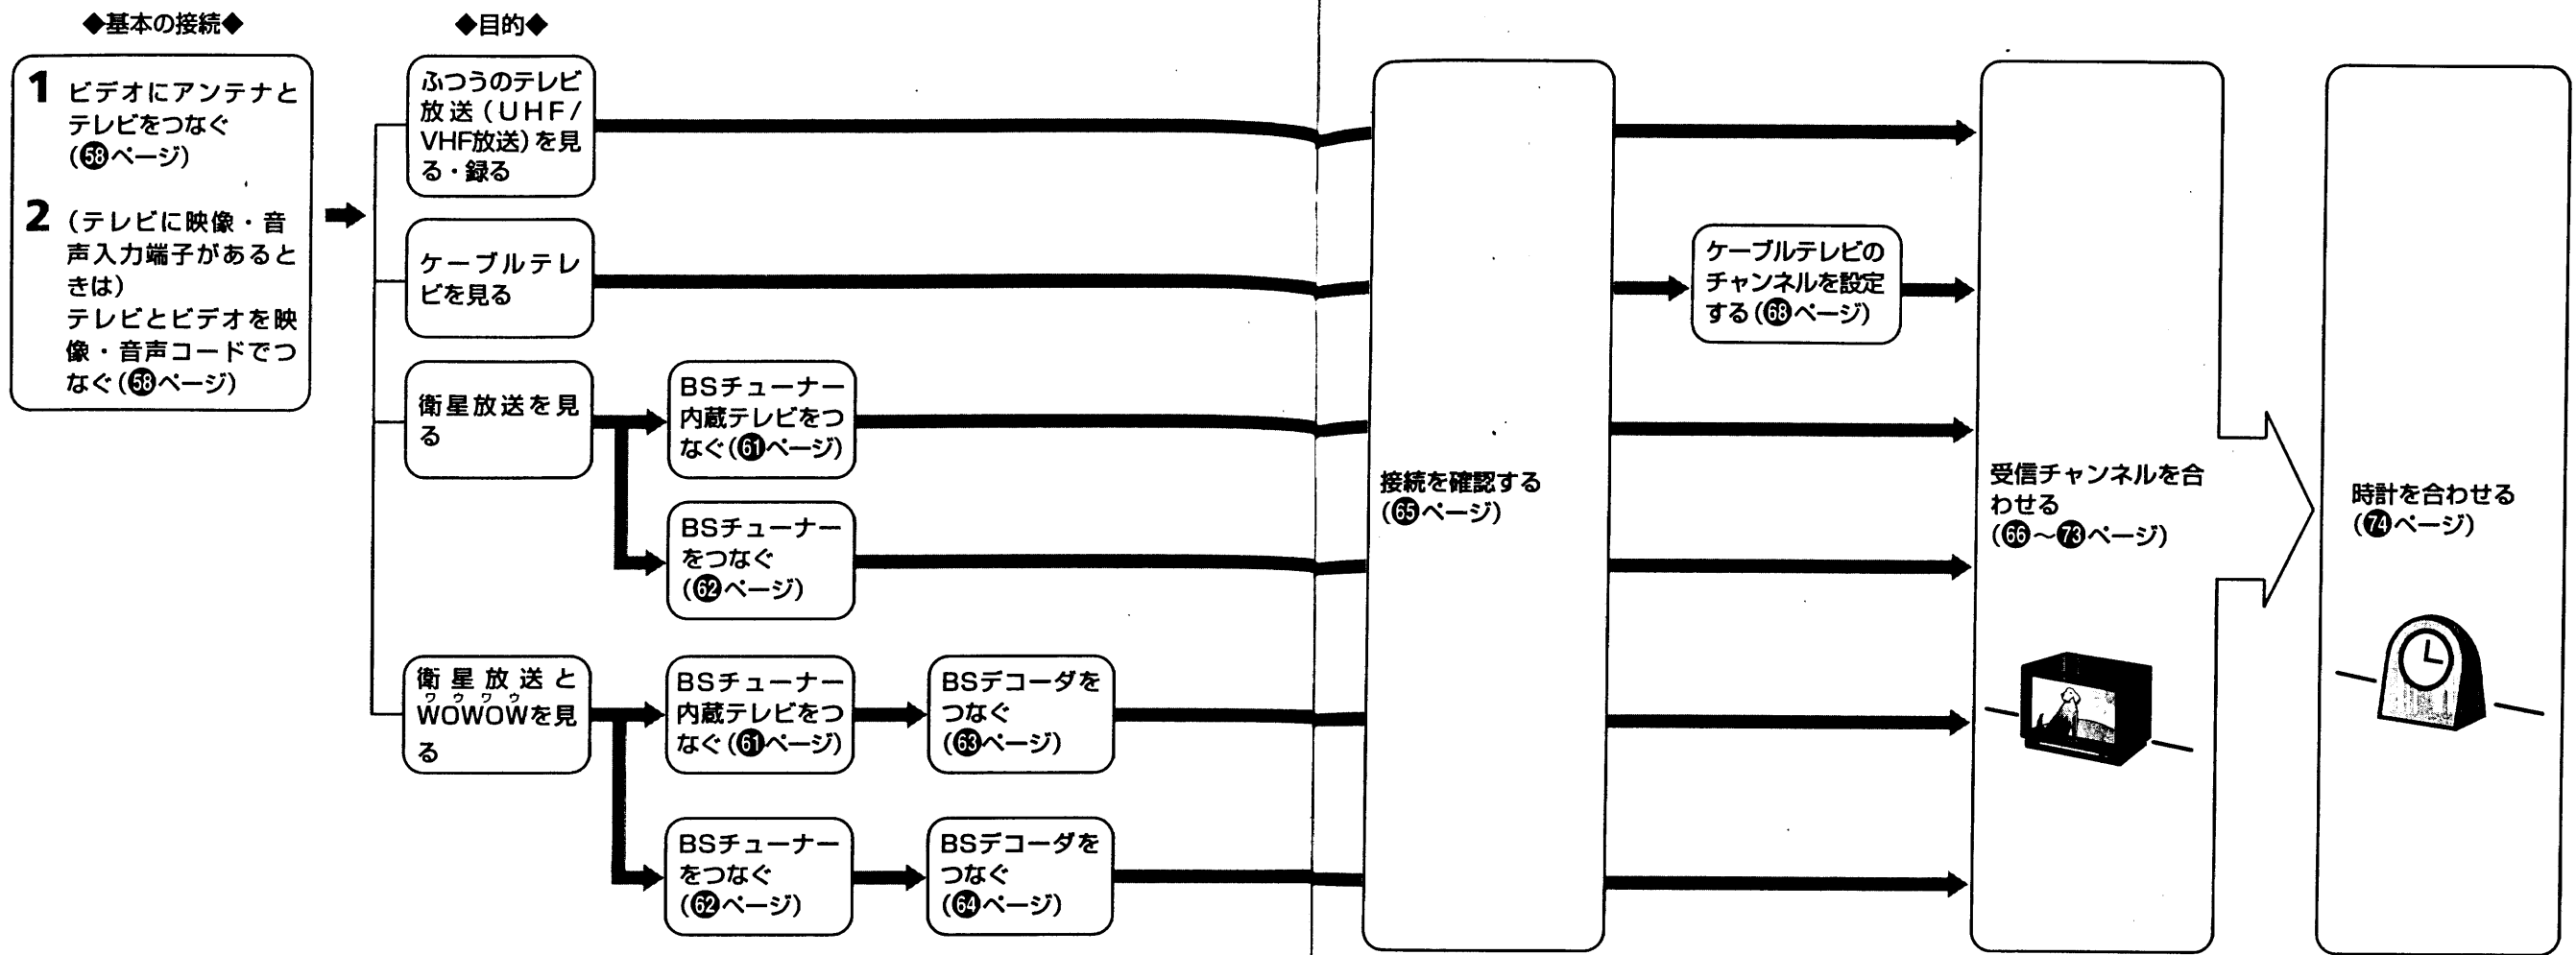 ◆基本の接続◆
1 ビデオにアンテナと
テレビをつなぐ
(58ページ)
2 (テレビに映像・音
声入力端子があると
きは)
テレビとビデオを映
像・音声コードでつ
なぐ(58ページ)
◆目的◆
ふつうのテレビ
放送(UHF/
VHF放送)を見
る・録る
ケーブルテレ
ビを見る
衛星放送を見
る
BSチューナー
内蔵テレビをつ
なぐ(61ページ)
BSチューナー
をつなぐ
(62ページ)
衛星放送と
ワウワウ
WOWOWを見
る
BSチューナー
内蔵テレビをつ
なぐ(61ページ)
BSデコーダを
つなぐ
(63ページ)
BSチューナー
をつなぐ
(62ページ)
BSデコーダを
つなぐ
(64ページ)
接続を確認する
(65ページ)
ケーブルテレビの
チャンネルを設定
する(68ページ)
受信チャンネルを合
わせる
(66～73ページ)
時計を合わせる
(74ページ)